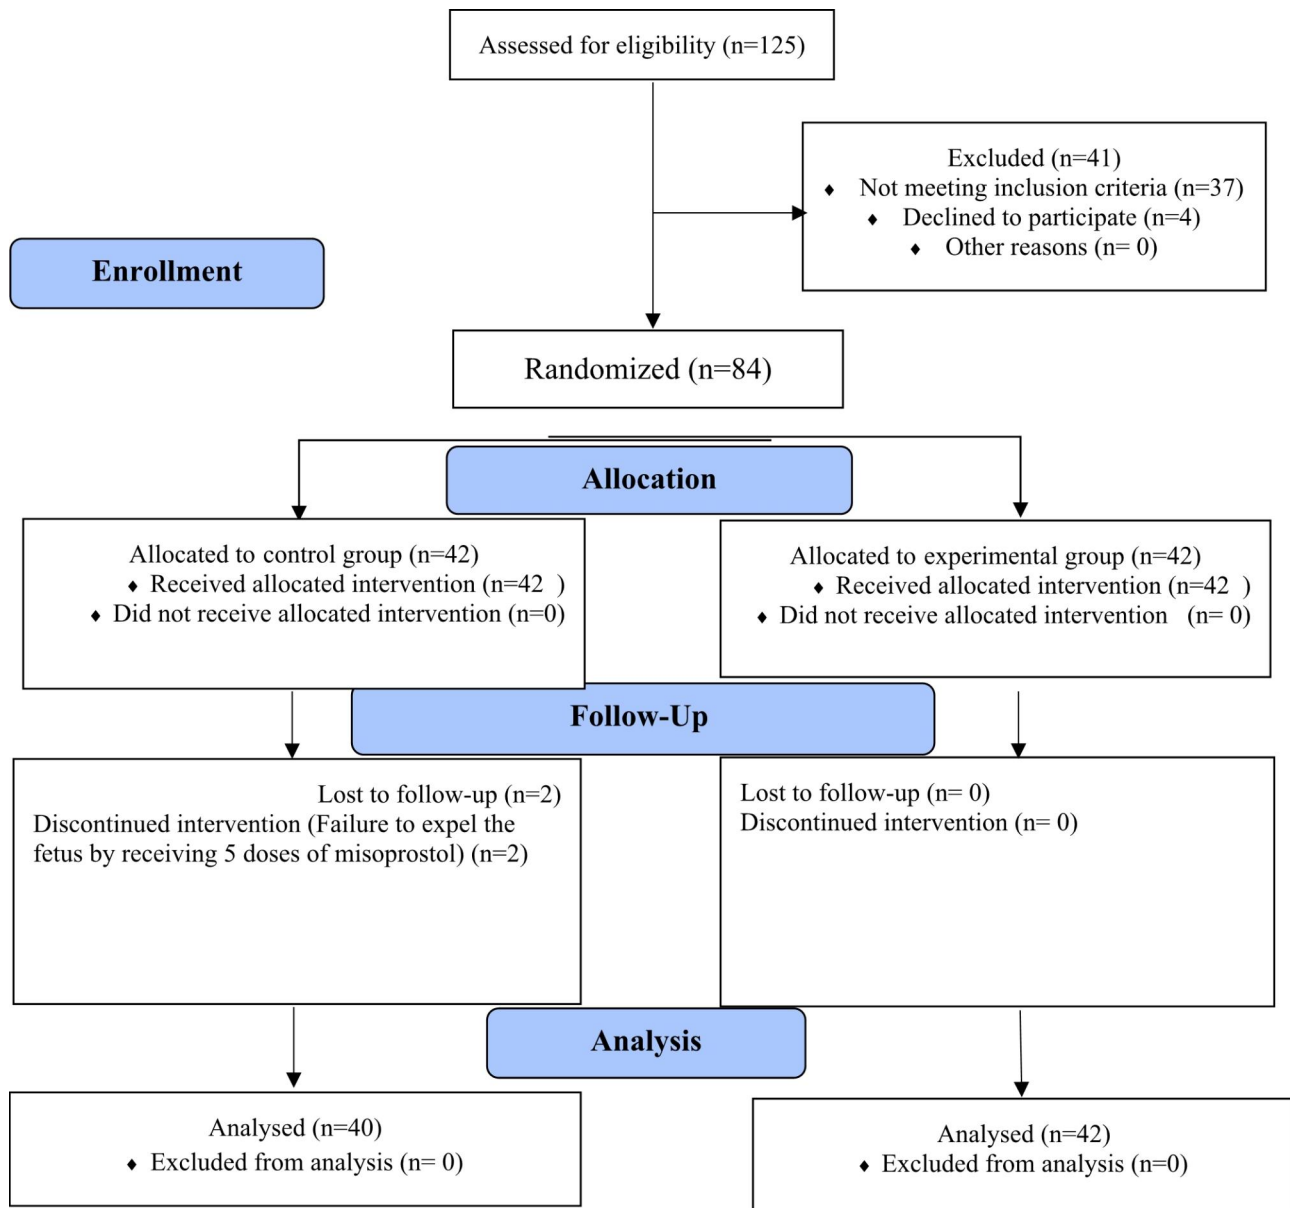 Assessed for eligibility (n=125)
Excluded (n=41)
♦ Not meeting inclusion criteria (n=37)
♦ Declined to participate (n=4)
♦ Other reasons (n= 0)
Enrollment
Randomized (n=84)
Allocation
Allocated to control group (n=42)
♦ Received allocated intervention (n=42 )
♦ Did not receive allocated intervention (n=0)
Allocated to experimental group (n=42)
♦ Received allocated intervention (n=42 )
♦ Did not receive allocated intervention (n= 0)
Follow-Up
Lost to follow-up (n=2)
Discontinued intervention (Failure to expel the
fetus by receiving 5 doses of misoprostol) (n=2)
Lost to follow-up (n= 0)
Discontinued intervention (n= 0)
Analysis
Analysed (n=40)
♦ Excluded from analysis (n= 0)
Analysed (n=42)
♦ Excluded from analysis (n=0)